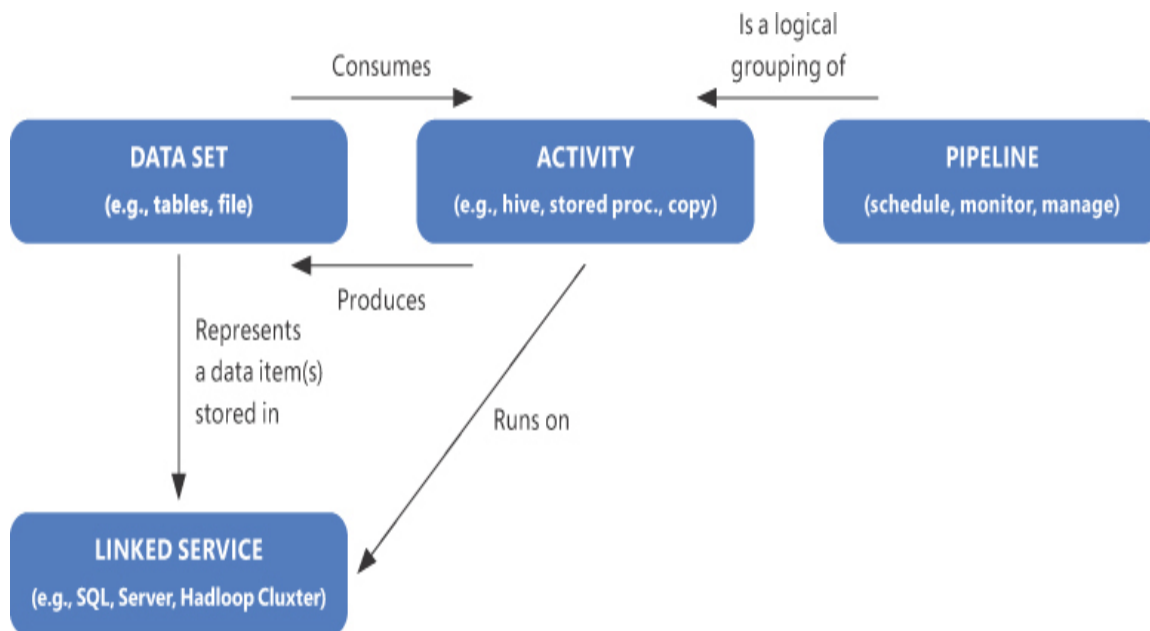 Is a logical
grouping of
Consumes
DATA SET
(e.g., tables, file)
ACTIVITY
(e.g., hive, stored proc., copy)
PIPELINE
(schedule, monitor, manage)
Produces
Represents
a data item(s)
stored in
Runs on
LINKED SERVICE
(e.g., SQL, Server, Hadloop Cluxter)